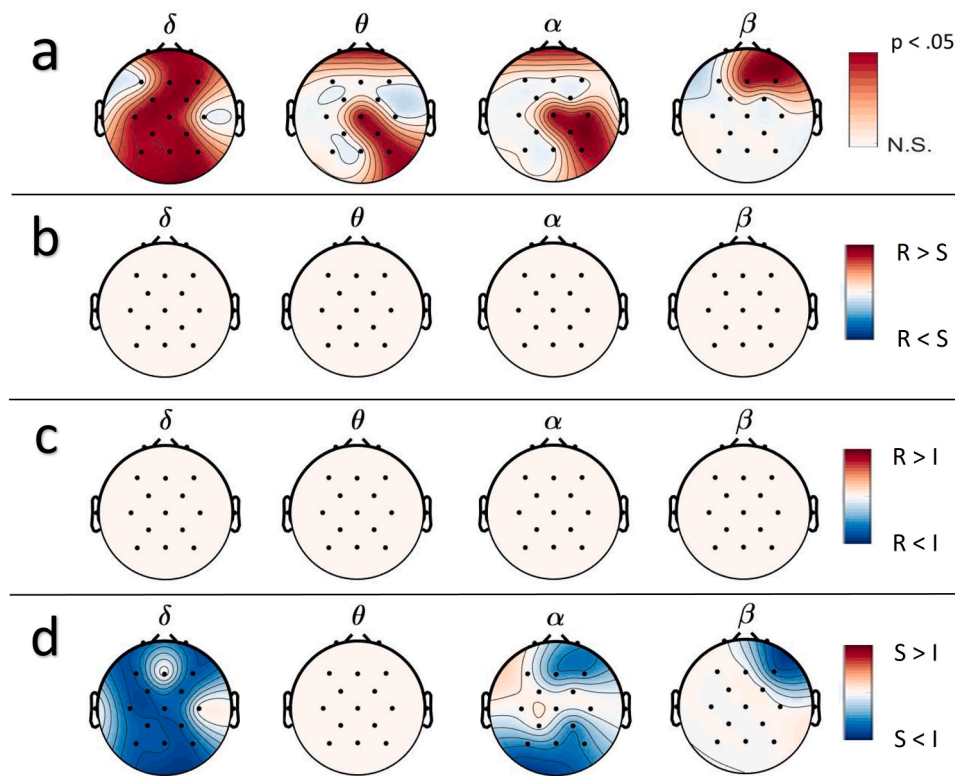 δ θ α β
a
p < .05
N.S.
δ θ α β
b
R > S
R < S
δ θ α β
c
R > I
R < I
δ θ α β
d
S > I
S < I